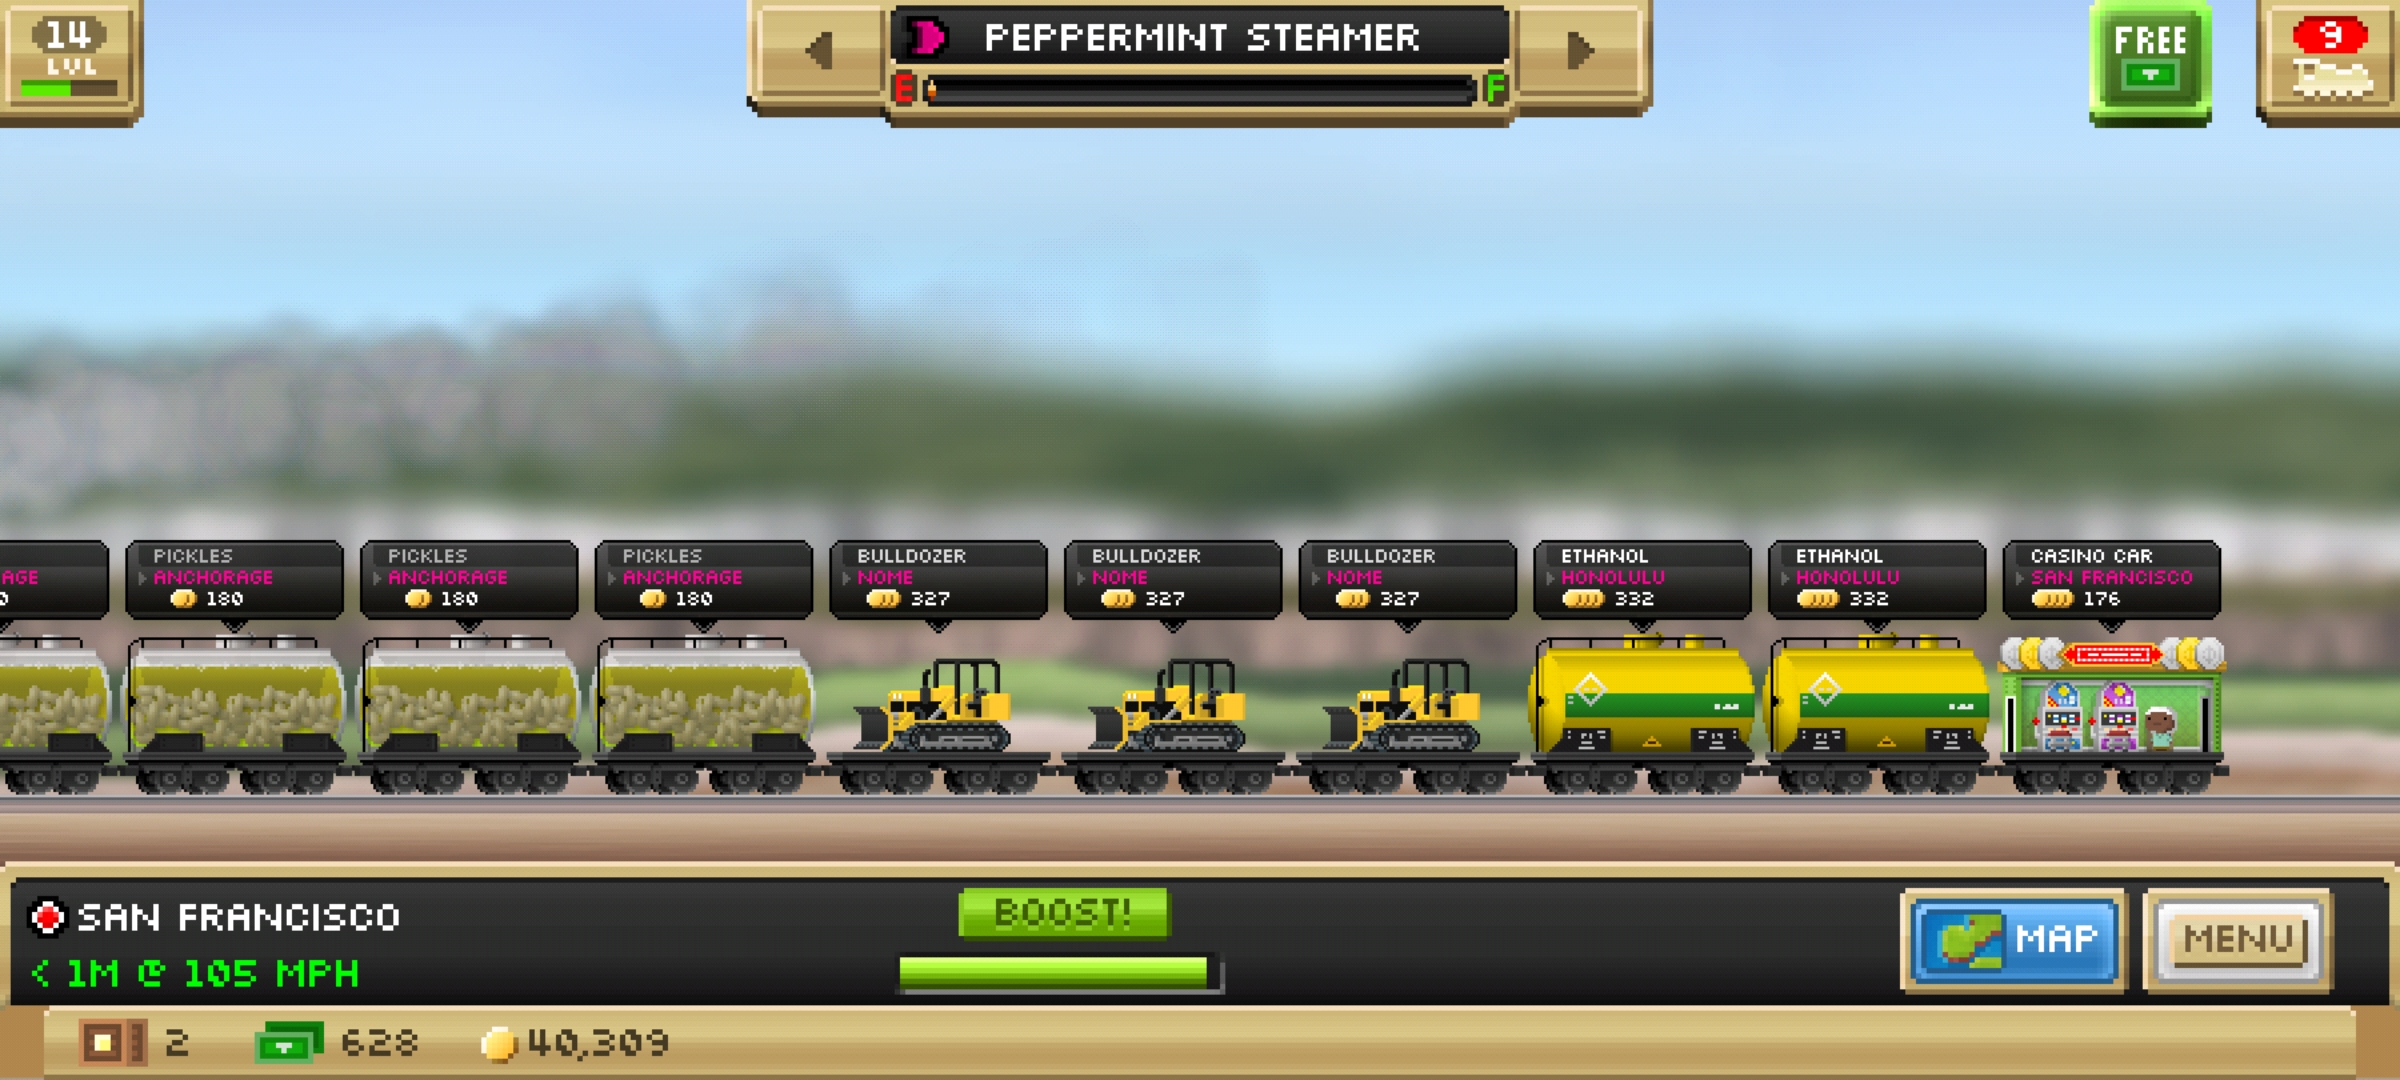 14
LVL
PEPPERMINT STEAMER
E F
FREE
9
AGE
0
PICKLES
ANCHORAGE
180
PICKLES
ANCHORAGE
180
PICKLES
ANCHORAGE
180
BULLDOZER
NOME
327
BULLDOZER
NOME
327
BULLDOZER
NOME
327
ETHANOL
HONOLULU
332
ETHANOL
HONOLULU
332
CASINO CAR
SAN FRANCISCO
176
SAN FRANCISCO
< 1M @ 105 MPH
BOOST!
MAP
MENU
2
628
40,309